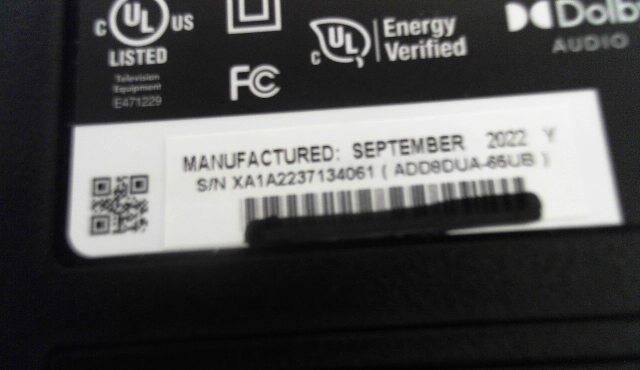 c UL US
LISTED
Television
Equipment
E471229
FC
c UL Energy
Verified
Dolby
AUDIO
MANUFACTURED: SEPTEMBER 2022 Y
S/N XA1A2237134061 ( ADD8DUA-65UB )